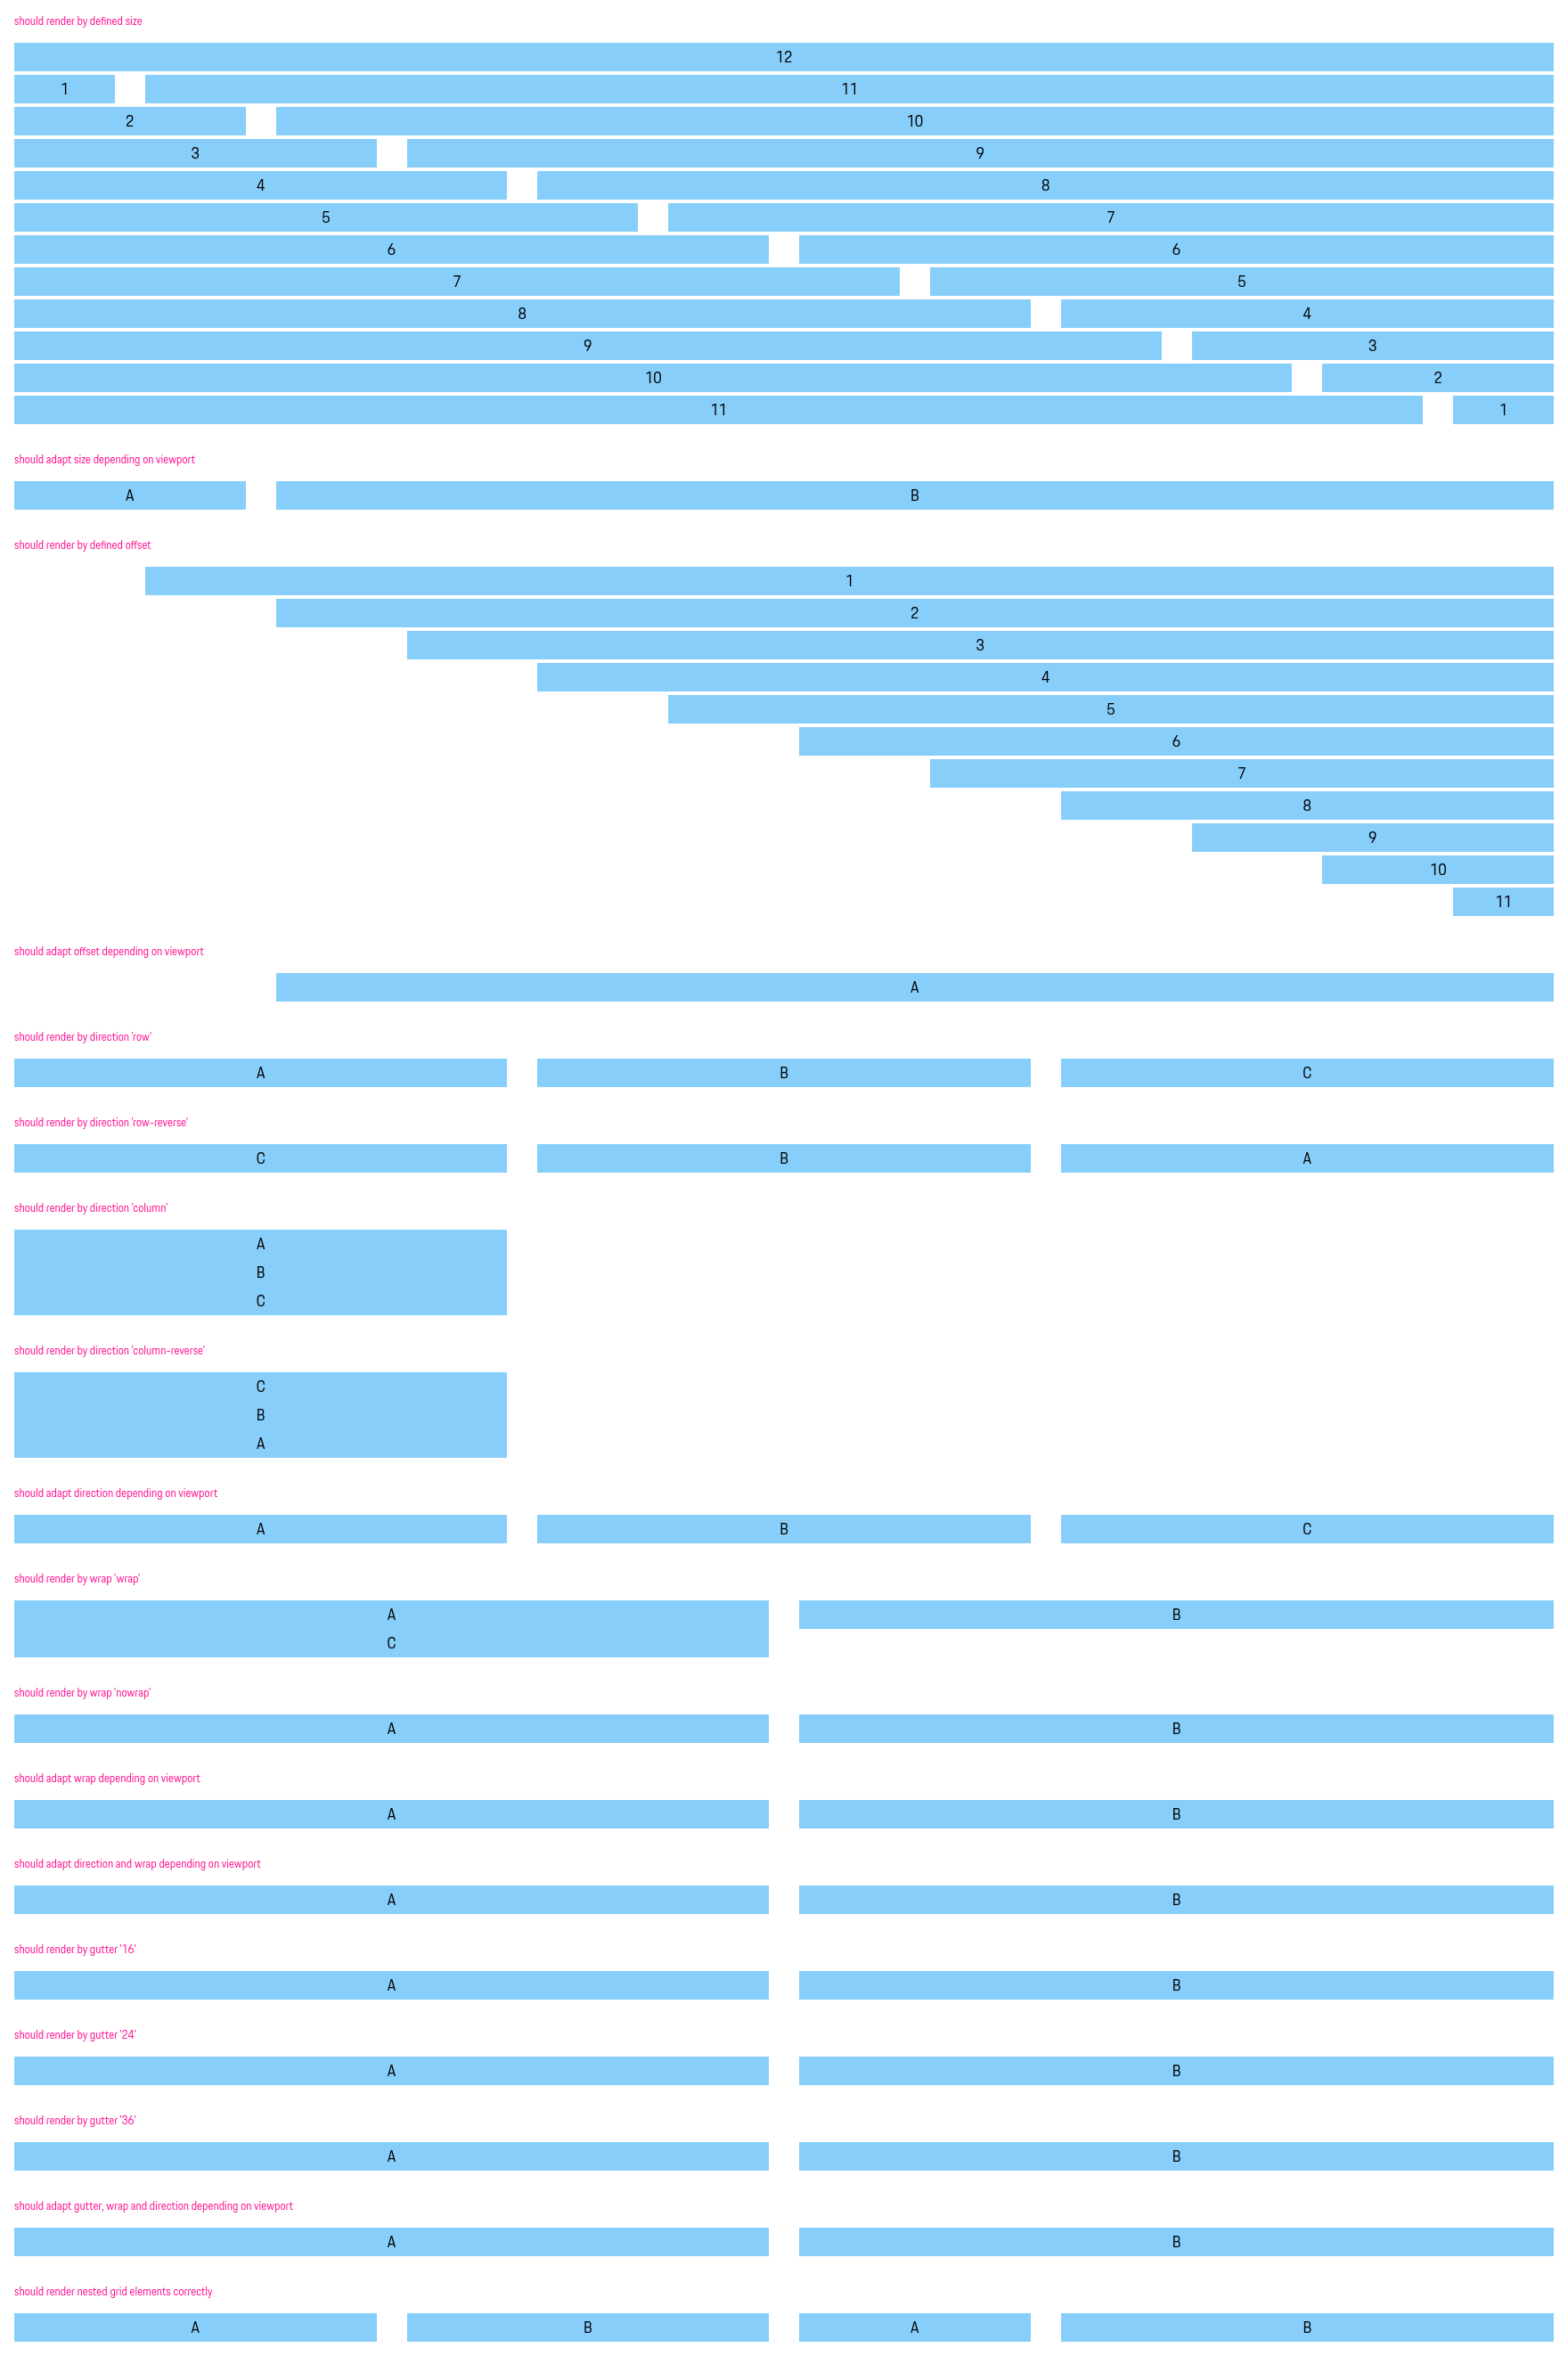 should render by defined size
12
1 11
2 10
3 9
4 8
5 7
6 6
7 5
8 4
9 3
10 2
11 1
should adapt size depending on viewport
A B
should render by defined offset
1
2
3
4
5
6
7
8
9
10
11
should adapt offset depending on viewport
A
should render by direction 'row'
A B C
should render by direction 'row-reverse'
C B A
should render by direction 'column'
A
B
C
should render by direction 'column-reverse'
C
B
A
should adapt direction depending on viewport
A B C
should render by wrap 'wrap'
A B
C
should render by wrap 'nowrap'
A B
should adapt wrap depending on viewport
A B
should adapt direction and wrap depending on viewport
A B
should render by gutter '16'
A B
should render by gutter '24'
A B
should render by gutter '36'
A B
should adapt gutter, wrap and direction depending on viewport
A B
should render nested grid elements correctly
A B A B